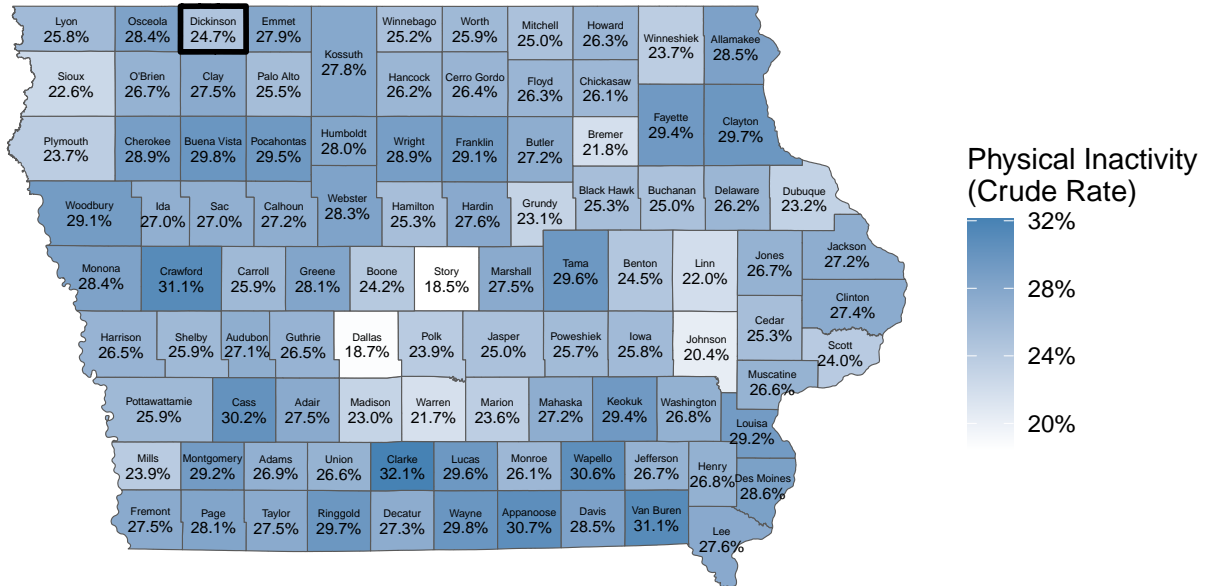 Lyon
25.8%
Osceola
28.4%
Dickinson
24.7%
Emmet
27.9%
Kossuth
27.8%
Winnebago
25.2%
Worth
25.9%
Mitchell
25.0%
Howard
26.3%
Winneshiek
23.7%
Allamakee
28.5%
Sioux
22.6%
O'Brien
26.7%
Clay
27.5%
Palo Alto
25.5%
Hancock
26.2%
Cerro Gordo
26.4%
Floyd
26.3%
Chickasaw
26.1%
Fayette
29.4%
Clayton
29.7%
Plymouth
23.7%
Cherokee
28.9%
Buena Vista
29.8%
Pocahontas
29.5%
Humboldt
28.0%
Wright
28.9%
Franklin
29.1%
Butler
27.2%
Bremer
21.8%
Woodbury
29.1%
Ida
27.0%
Sac
27.0%
Calhoun
27.2%
Webster
28.3%
Hamilton
25.3%
Hardin
27.6%
Grundy
23.1%
Black Hawk
25.3%
Buchanan
25.0%
Delaware
26.2%
Dubuque
23.2%
Monona
28.4%
Crawford
31.1%
Carroll
25.9%
Greene
28.1%
Boone
24.2%
Story
18.5%
Marshall
27.5%
Tama
29.6%
Benton
24.5%
Linn
22.0%
Jones
26.7%
Jackson
27.2%
Clinton
27.4%
Harrison
26.5%
Shelby
25.9%
Audubon
27.1%
Guthrie
26.5%
Dallas
18.7%
Polk
23.9%
Jasper
25.0%
Poweshiek
25.7%
Iowa
25.8%
Johnson
20.4%
Cedar
25.3%
Scott
24.0%
Muscatine
26.6%
Pottawattamie
25.9%
Cass
30.2%
Adair
27.5%
Madison
23.0%
Warren
21.7%
Marion
23.6%
Mahaska
27.2%
Keokuk
29.4%
Washington
26.8%
Louisa
29.2%
Mills
23.9%
Montgomery
29.2%
Adams
26.9%
Union
26.6%
Clarke
32.1%
Lucas
29.6%
Monroe
26.1%
Wapello
30.6%
Jefferson
26.7%
Henry
26.8%
Des Moines
28.6%
Fremont
27.5%
Page
28.1%
Taylor
27.5%
Ringgold
29.7%
Decatur
27.3%
Wayne
29.8%
Appanoose
30.7%
Davis
28.5%
Van Buren
31.1%
Lee
27.6%
Physical Inactivity
(Crude Rate)
32%
28%
24%
20%